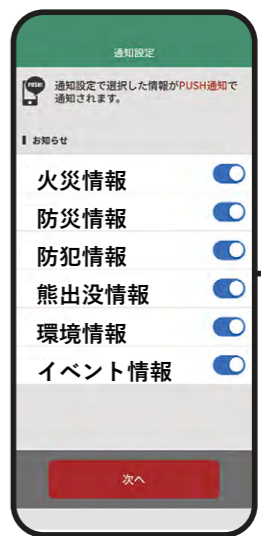 通知設定
PUSH!
通知設定で選択した情報がPUSH通知で
通知されます。
お知らせ
火災情報
防災情報
防犯情報
熊出没情報
環境情報
イベント情報
次へ